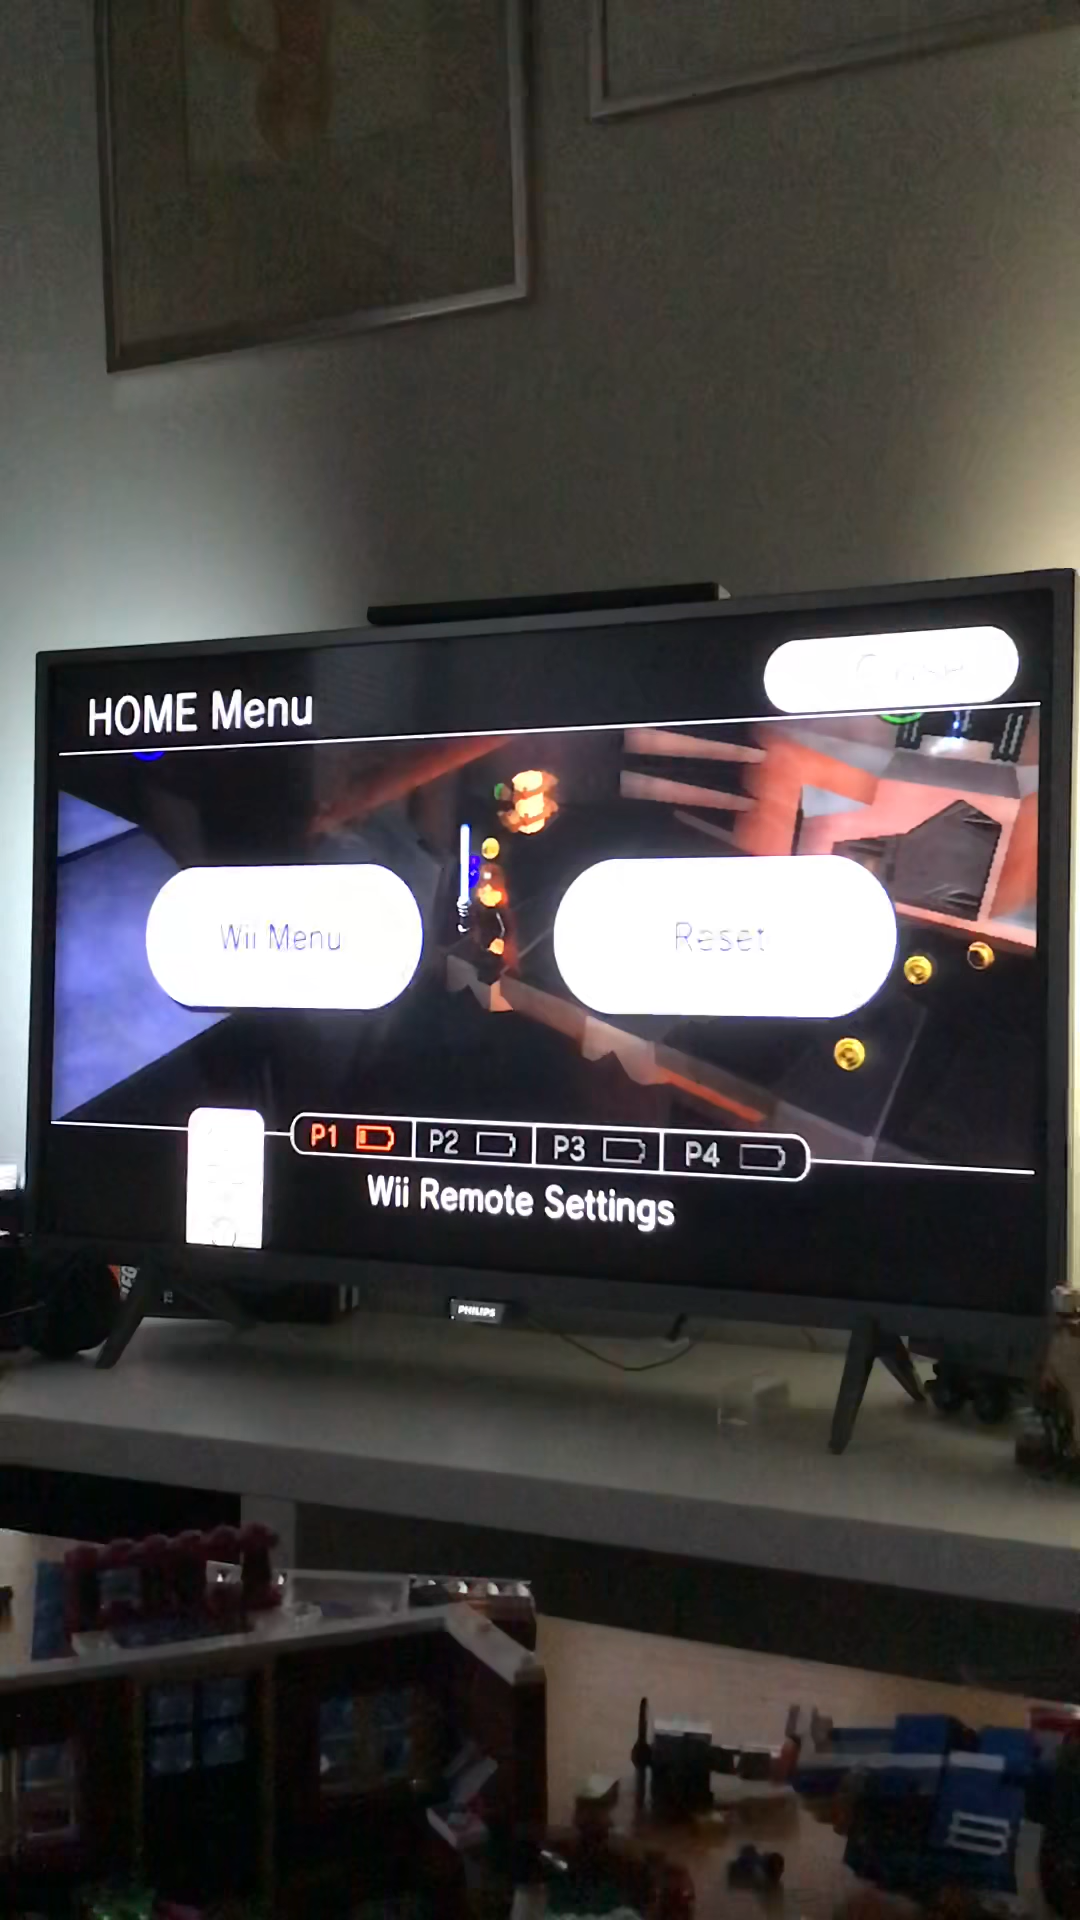 HOME Menu
Wii Menu
Reset
P1 P2 P3 P4
Wii Remote Settings
PHILIPS